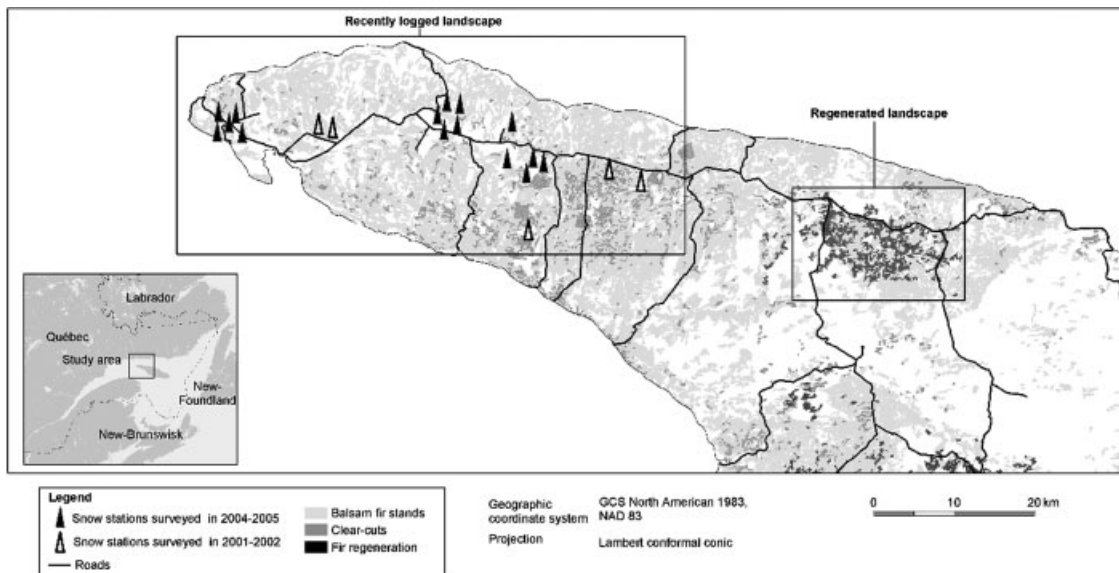 Recently logged landscape
Regenerated landscape
Labrador
Québec
Study area
New-
Foundland
New-Brunswisk
Legend
Snow stations surveyed in 2004-2005
Snow stations surveyed in 2001-2002
Roads
Balsam fir stands
Clear-cuts
Fir regeneration
Geographic
coordinate system
GCS North American 1983,
NAD 83
Projection
Lambert conformal conic
0 10 20 km